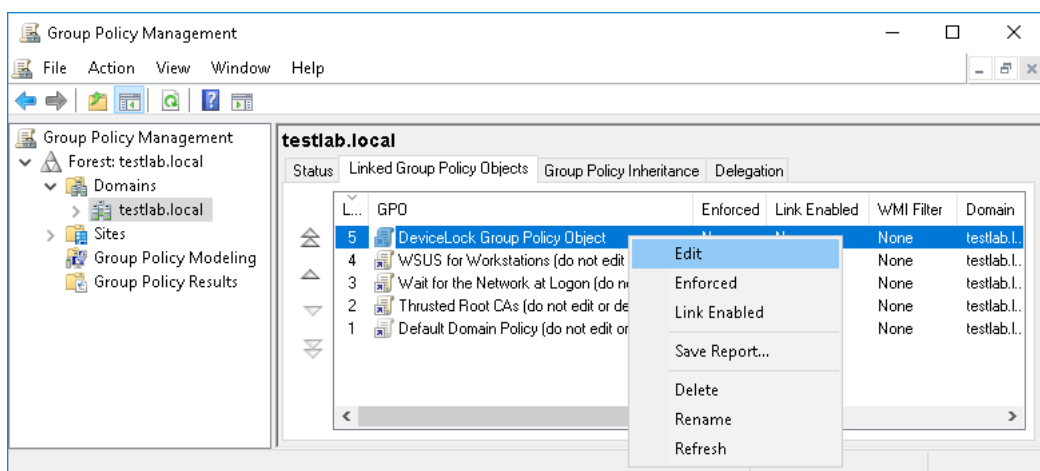 Group Policy Management
File Action View Window Help
Group Policy Management
Forest: testlab.local
Domains
testlab.local
Sites
Group Policy Modeling
Group Policy Results
testlab.local
Status Linked Group Policy Objects Group Policy Inheritance Delegation
L... GPO Enforced Link Enabled WMI Filter Domain
5 DeviceLock Group Policy Object None testlab.l..
4 WSUS for Workstations (do not edit None testlab.l..
3 Wait for the Network at Logon (do None testlab.l..
2 Thrusted Root CAs (do not edit or de None testlab.l..
1 Default Domain Policy (do not edit or None testlab.l..
Edit
Enforced
Link Enabled
Save Report...
Delete
Rename
Refresh